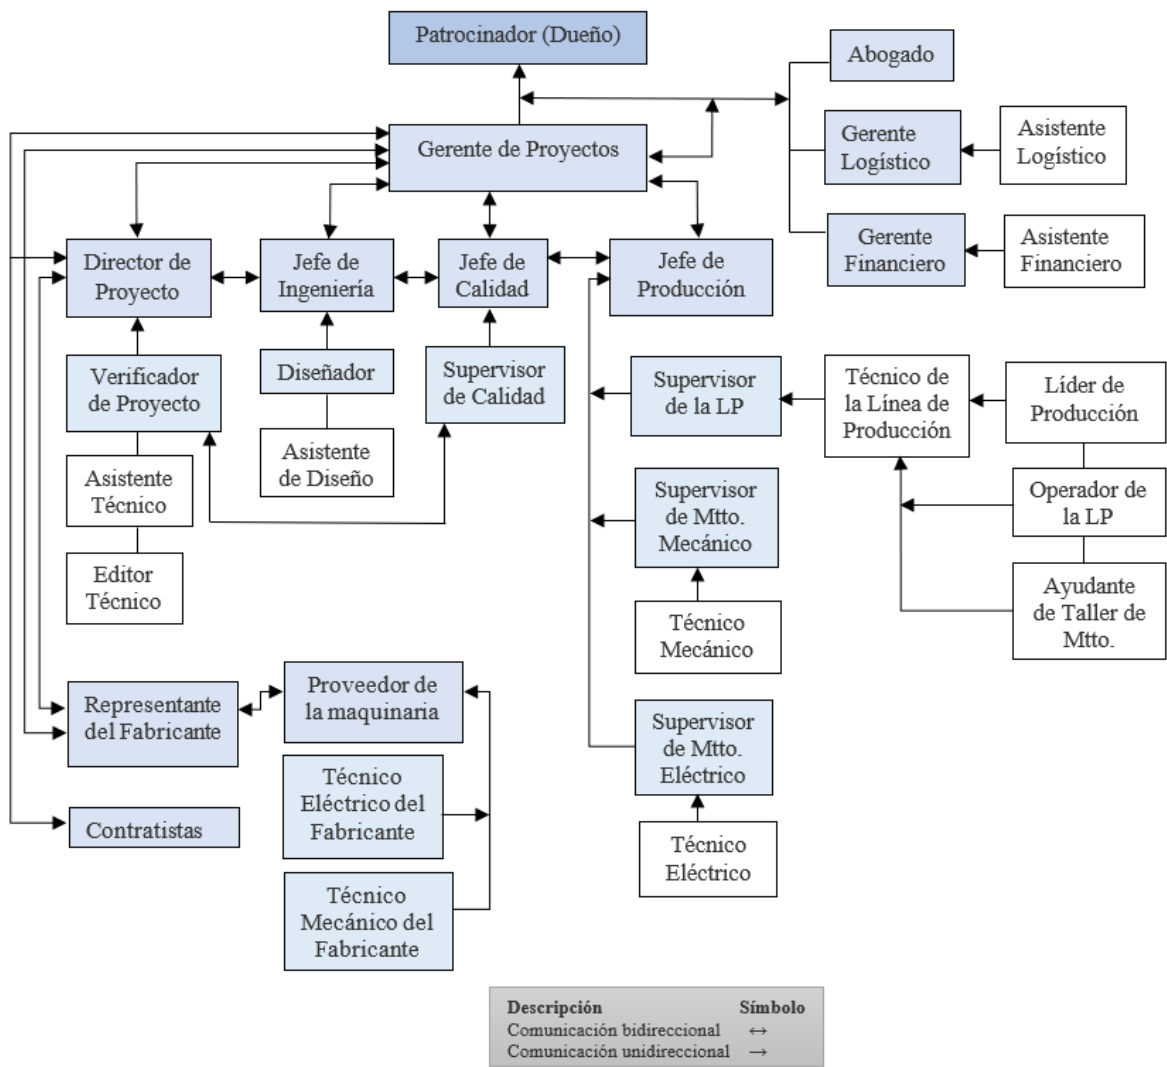 Patrocinador (Dueño)
Abogado
Gerente de Proyectos
Gerente
Logístico
Asistente
Logístico
Gerente
Financiero
Asistente
Financiero
Director de
Proyecto
Jefe de
Ingeniería
Jefe de
Calidad
Jefe de
Producción
Verificador
de Proyecto
Diseñador
Supervisor
de Calidad
Supervisor
de la LP
Técnico de
la Línea de
Producción
Líder de
Producción
Asistente
Técnico
Asistente
de Diseño
Supervisor
de Mtto.
Mecánico
Operador de
la LP
Editor
Técnico
Técnico
Mecánico
Ayudante
de Taller de
Mtto.
Representante
del Fabricante
Proveedor de
la maquinaria
Supervisor
de Mtto.
Eléctrico
Técnico
Eléctrico del
Fabricante
Contratistas
Técnico
Eléctrico
Técnico
Mecánico del
Fabricante
Descripción Símbolo
Comunicación bidireccional ↔
Comunicación unidireccional →